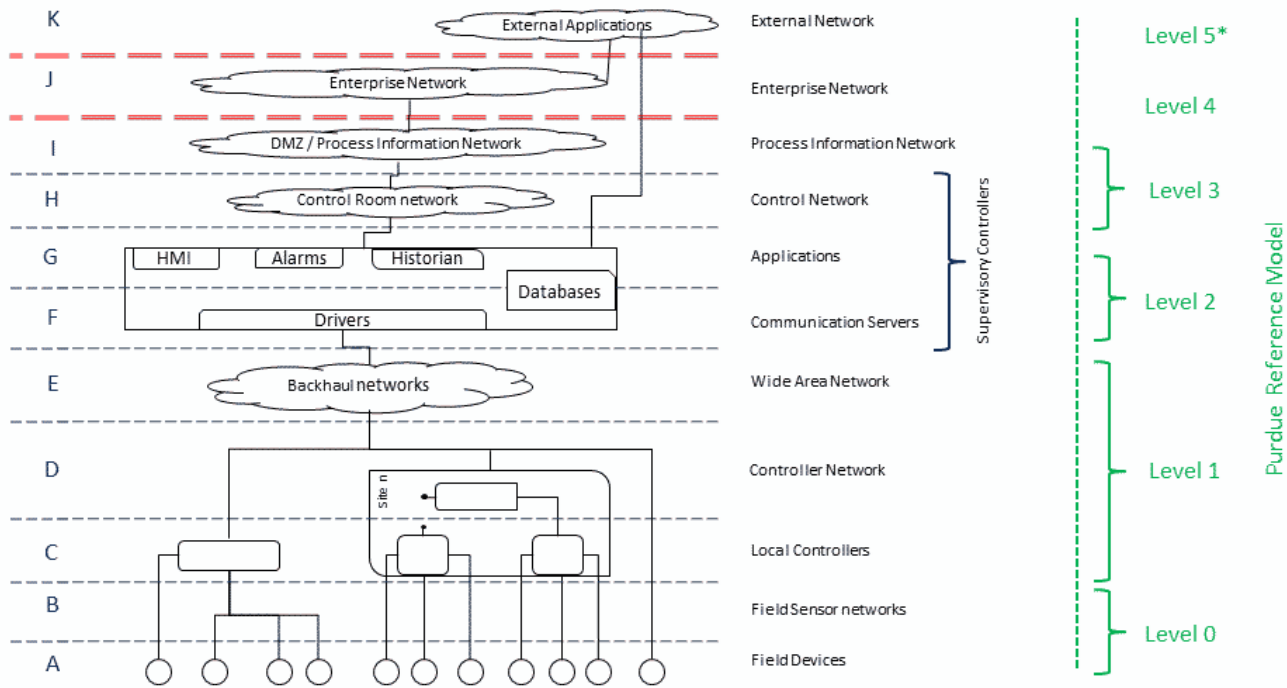 K
External Applications
External Network
Level 5*
J
Enterprise Network
Enterprise Network
Level 4
I
DMZ / Process Information Network
Process Information Network
H
Control Room network
Control Network
Level 3
G
HMI
Alarms
Historian
Applications
Databases
Supervisory Controllers
Level 2
F
Drivers
Communication Servers
E
Backhaul networks
Wide Area Network
Purdue Reference Model
D
Site n
Controller Network
Level 1
C
Local Controllers
B
Field Sensor networks
Level 0
A
Field Devices